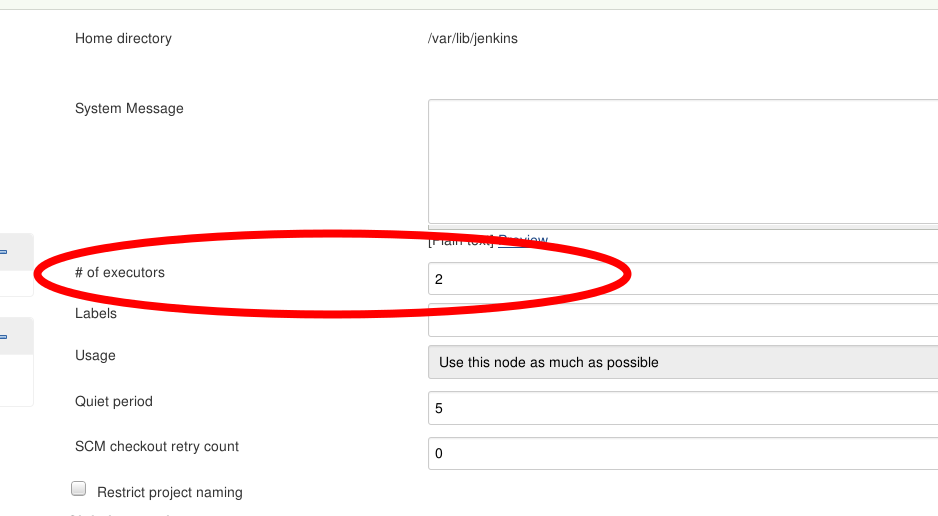 Home directory /var/lib/jenkins
System Message
[Plain text] Preview
# of executors 2
Labels
Usage Use this node as much as possible
Quiet period 5
SCM checkout retry count 0
Restrict project naming